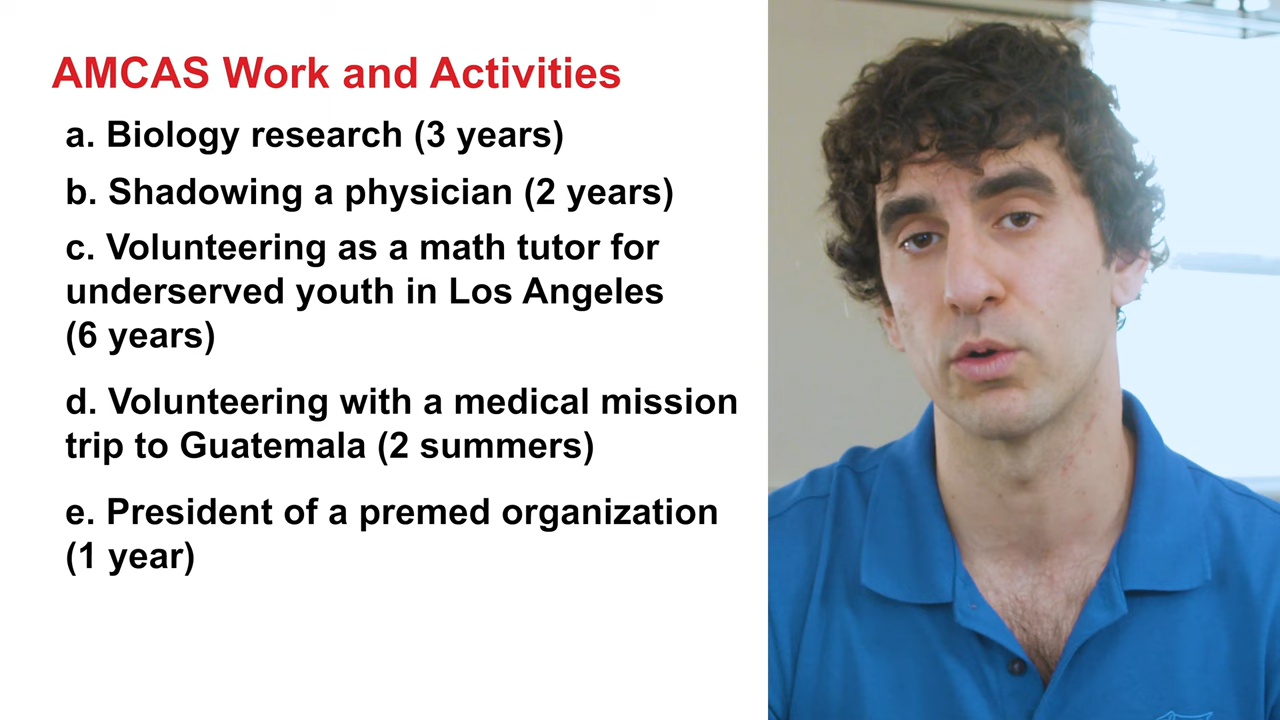 AMCAS Work and Activities
a. Biology research (3 years)
b. Shadowing a physician (2 years)
c. Volunteering as a math tutor for
underserved youth in Los Angeles
(6 years)
d. Volunteering with a medical mission
trip to Guatemala (2 summers)
e. President of a premed organization
(1 year)